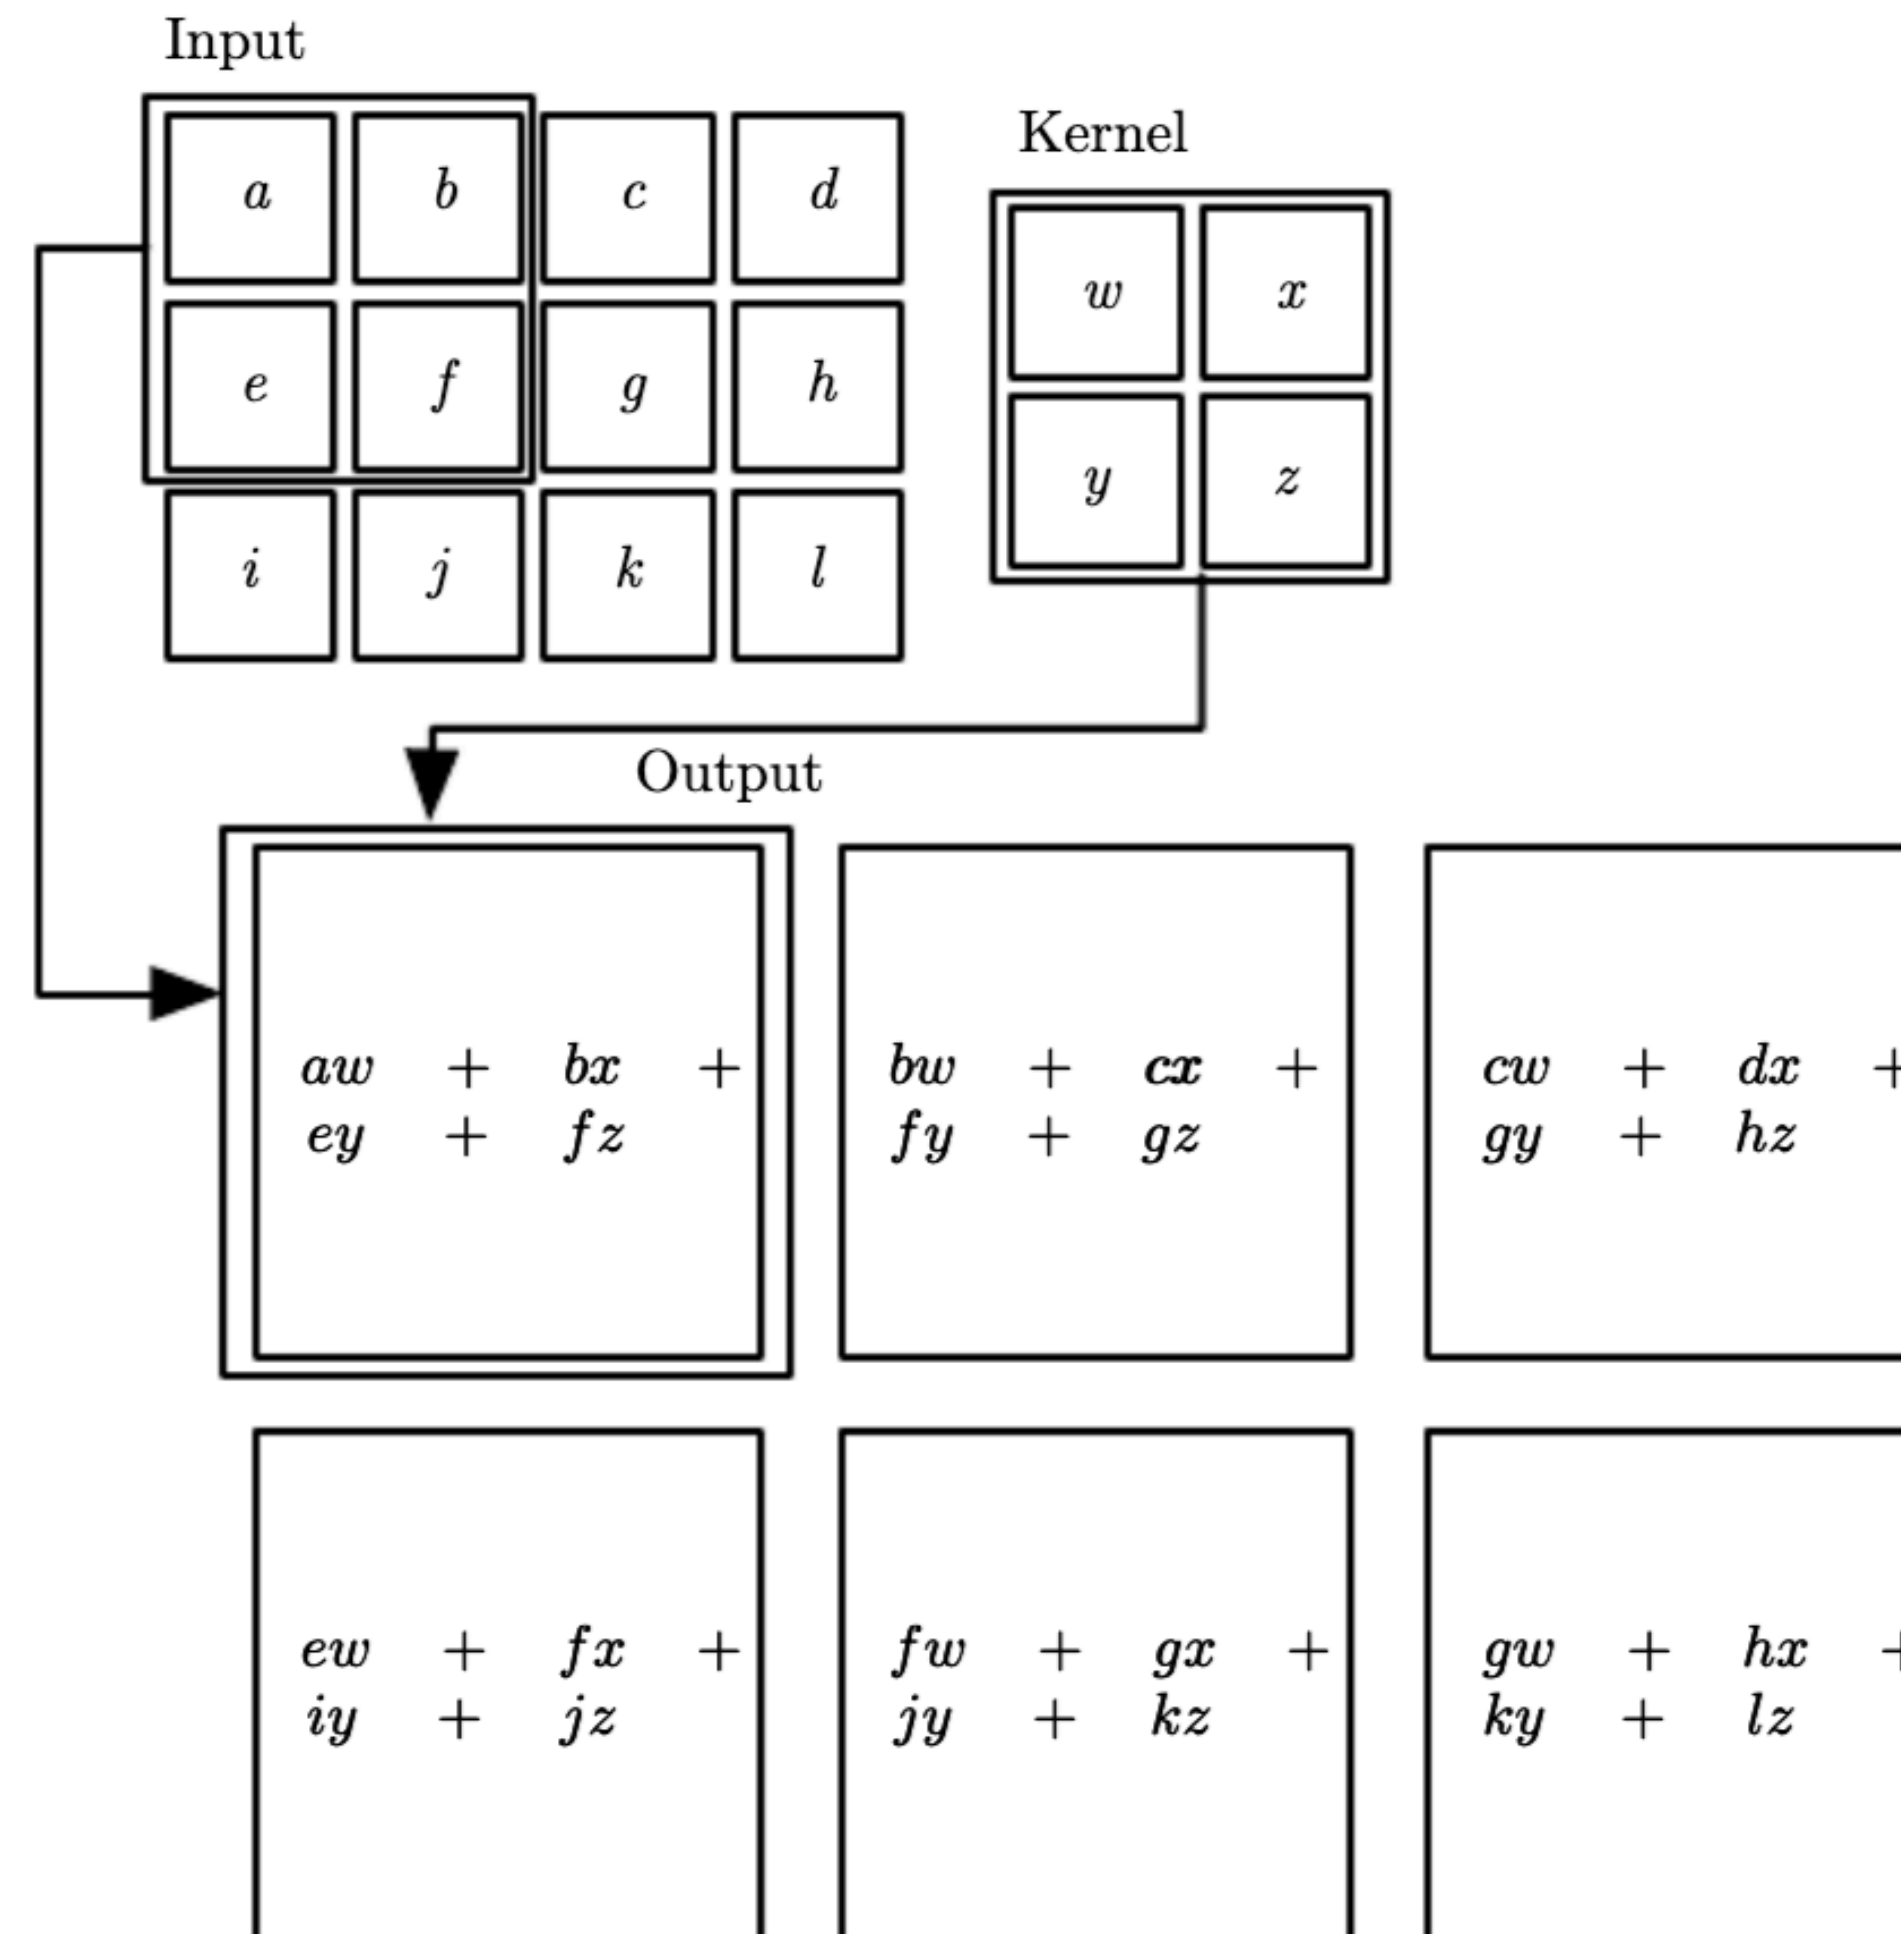 Input
Kernel
a b c d
w x
e f g h
y z
i j k l
Output
aw + bx +
ey + fz
bw + cx +
fy + gz
cw + dx +
gy + hz
ew + fx +
iy + jz
fw + gx +
jy + kz
gw + hx +
ky + lz